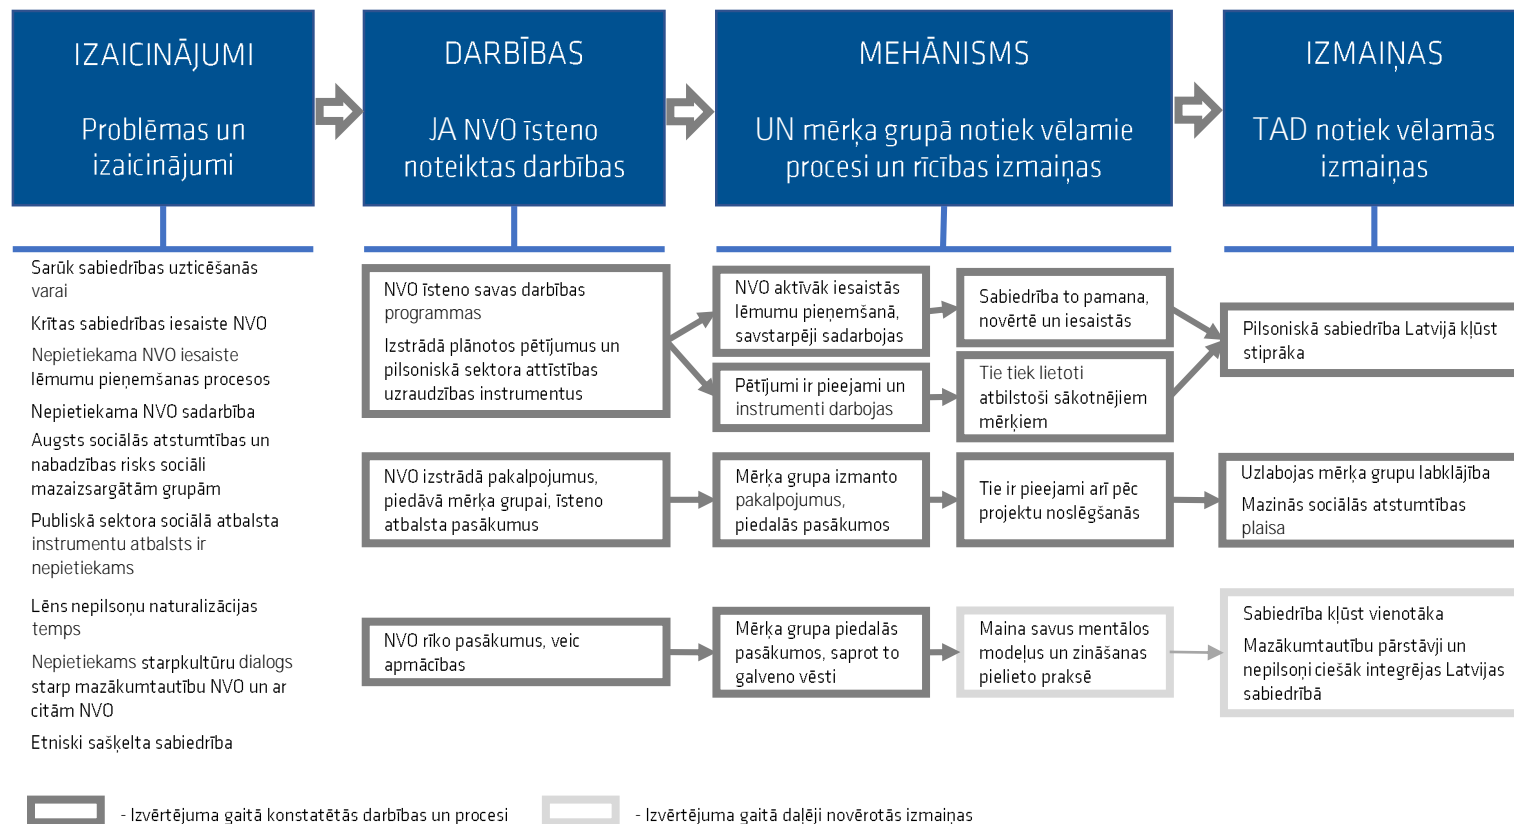 IZAICINĀJUMI
Problēmas un
izaicinājumi
DARBĪBAS
JA NVO īsteno
noteiktas darbības
MEHĀNISMS
UN mērķa grupā notiek vēlamie
procesi un rīcības izmaiņas
IZMAIŅAS
TAD notiek vēlamās
izmaiņas
Sarūk sabiedrības uzticēšanās
varai
Krītas sabiedrības iesaiste NVO
Nepietiekama NVO iesaiste
lēmumu pieņemšanas procesos
Nepietiekama NVO sadarbība
Augsts sociālās atstumtības un
nabadzības risks sociāli
mazaizsargātām grupām
Publiskā sektora sociālā atbalsta
instrumentu atbalsts ir
nepietiekams
Lēns nepilsoņu naturalizācijas
temps
Nepietiekams starpkultūru dialogs
starp mazākumtautību NVO un ar
citām NVO
Etniski sašķelta sabiedrība
NVO īsteno savas darbības
programmas
Izstrādā plānotos pētījumus un
pilsoniskā sektora attīstības
uzraudzības instrumentus
NVO aktīvāk iesaistās
lēmumu pieņemšanā,
savstarpēji sadarbojas
Sabiedrība to pamana,
novērtē un iesaistās
Pētījumi ir pieejami un
instrumenti darbojas
Tie tiek lietoti
atbilstoši sākotnējiem
mērķiem
Pilsoniskā sabiedrība Latvijā kļūst
stiprāka
NVO izstrādā pakalpojumus,
piedāvā mērķa grupai, īsteno
atbalsta pasākumus
Mērķa grupa izmanto
pakalpojumus,
piedalās pasākumos
Tie ir pieejami arī pēc
projektu noslēgšanās
Uzlabojas mērķa grupu labklājība
Mazinās sociālās atstumtības
plaisa
NVO rīko pasākumus, veic
apmācības
Mērķa grupa piedalās
pasākumos, saprot to
galveno vēsti
Maina savus mentālos
modeļus un zināšanas
pielieto praksē
Sabiedrība kļūst vienotāka
Mazākumtautību pārstāvji un
nepilsoņi ciešāk integrējas Latvijas
sabiedrībā
- Izvērtējuma gaitā konstatētās darbības un procesi
- Izvērtējuma gaitā daļēji novērotās izmaiņas